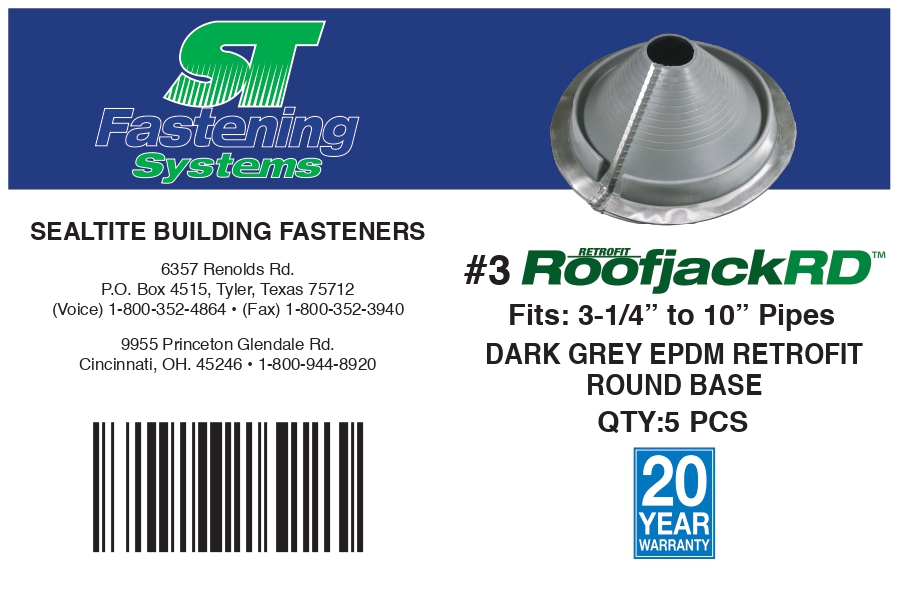 ST
Fastening
Systems
SEALTITE BUILDING FASTENERS
6357 Renolds Rd.
P.O. Box 4515, Tyler, Texas 75712
(Voice) 1-800-352-4864 • (Fax) 1-800-352-3940
9955 Princeton Glendale Rd.
Cincinnati, OH. 45246 • 1-800-944-8920
RETROFIT
#3 RoofjackRD™
Fits: 3-1/4” to 10” Pipes
DARK GREY EPDM RETROFIT
ROUND BASE
QTY:5 PCS
20
YEAR
WARRANTY